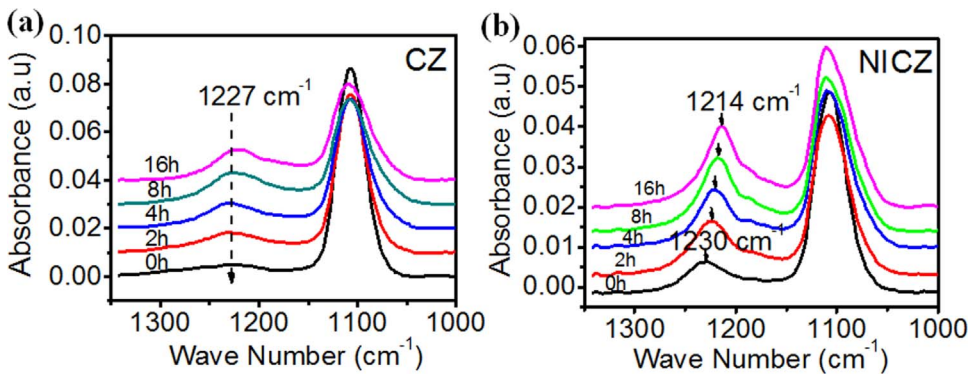 (a)
CZ
1227 cm⁻¹
16h
8h
4h
2h
0h
0.10
0.08
0.06
0.04
0.02
0.00
Absorbance (a.u)
1300
1200
1100
1000
Wave Number (cm⁻¹)
(b)
NICZ
1214 cm⁻¹
16h
8h
4h
1230 cm⁻¹
2h
0h
0.06
0.05
0.04
0.03
0.02
0.01
0.00
Absorbance (a.u)
1300
1200
1100
1000
Wave Number (cm⁻¹)